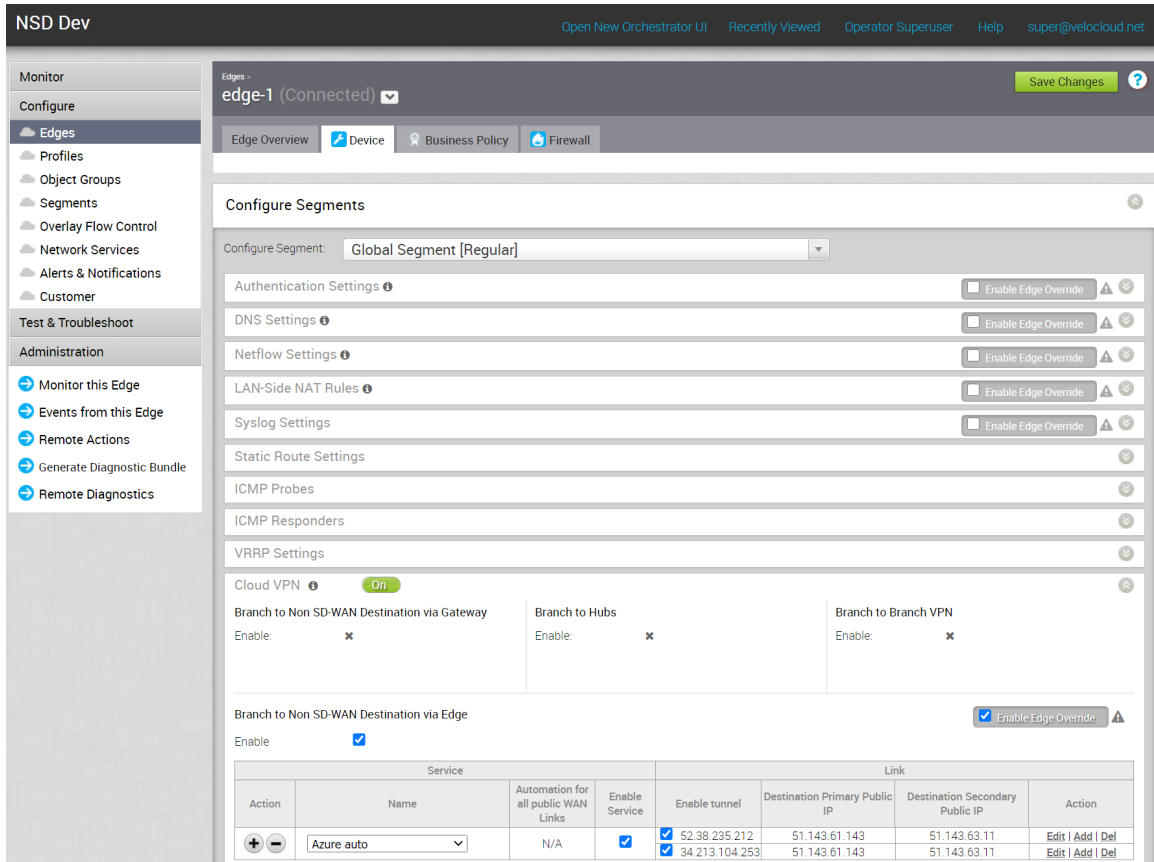 NSD Dev
Open New Orchestrator UI Recently Viewed Operator Superuser Help super@velocloud.net
Monitor
Configure
Edges
Profiles
Object Groups
Segments
Overlay Flow Control
Network Services
Alerts & Notifications
Customer
Test & Troubleshoot
Administration
Monitor this Edge
Events from this Edge
Remote Actions
Generate Diagnostic Bundle
Remote Diagnostics
Edges >
edge-1 (Connected)
Save Changes ?
Edge Overview Device Business Policy Firewall
Configure Segments
Configure Segment: Global Segment [Regular]
Authentication Settings Enable Edge Override
DNS Settings Enable Edge Override
Netflow Settings Enable Edge Override
LAN-Side NAT Rules Enable Edge Override
Syslog Settings Enable Edge Override
Static Route Settings
ICMP Probes
ICMP Responders
VRRP Settings
Cloud VPN On
Branch to Non SD-WAN Destination via Gateway Branch to Hubs Branch to Branch VPN
Enable: Enable: Enable:
Branch to Non SD-WAN Destination via Edge Enable Edge Override
Enable
Service Link
Action Name Automation for all public WAN Links Enable Service Enable tunnel Destination Primary Public IP Destination Secondary Public IP Action
Azure auto N/A 52.38.235.212 51.143.61.143 51.143.63.11 Edit | Add | Del
34.213.104.253 51.143.61.143 51.143.63.11 Edit | Add | Del